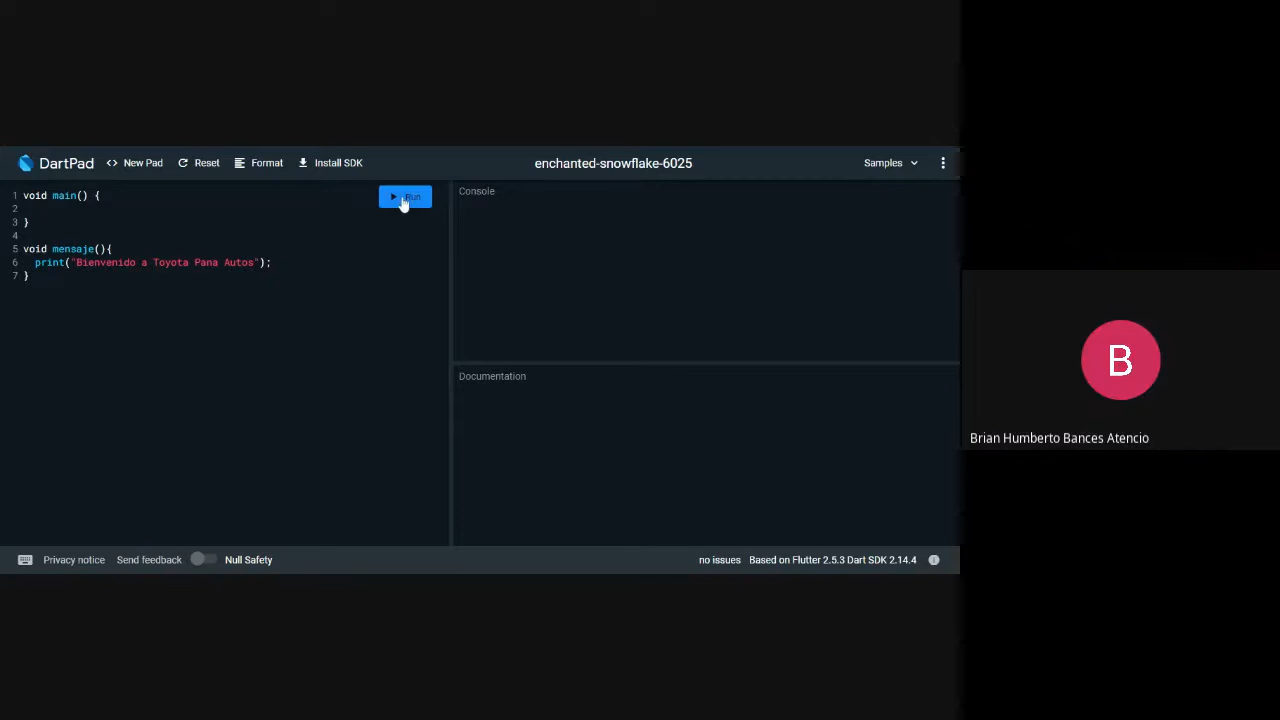 DartPad <> New Pad Reset Format Install SDK enchanted-snowflake-6025 Samples
1 void main() {
2
3 }
4
5 void mensaje(){
6 print("Bienvenido a Toyota Pana Autos");
7 }
Run
Console
Documentation
B
Brian Humberto Bances Atencio
Privacy notice Send feedback Null Safety no issues Based on Flutter 2.5.3 Dart SDK 2.14.4